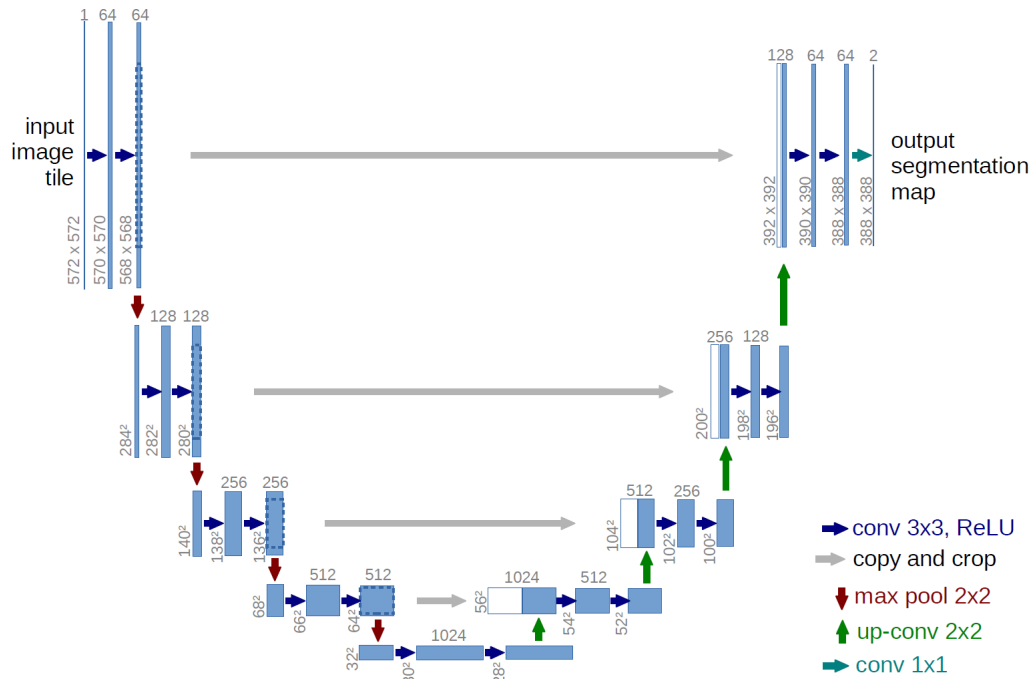 1 64 64
128
64
64
2
input
image
tile
output
segmentation
map
572 x 572
570 x 570
568 x 568
392 x 392
390 x 390
388 x 388
388 x 388
128 128
256 128
284²
282²
280²
200²
198²
196²
256 256
512 256
140²
138²
136²
104²
102²
100²
512 512
1024 512
68²
66²
64²
56²
54²
52²
1024
32²
conv 3x3, ReLU
copy and crop
max pool 2x2
up-conv 2x2
conv 1x1